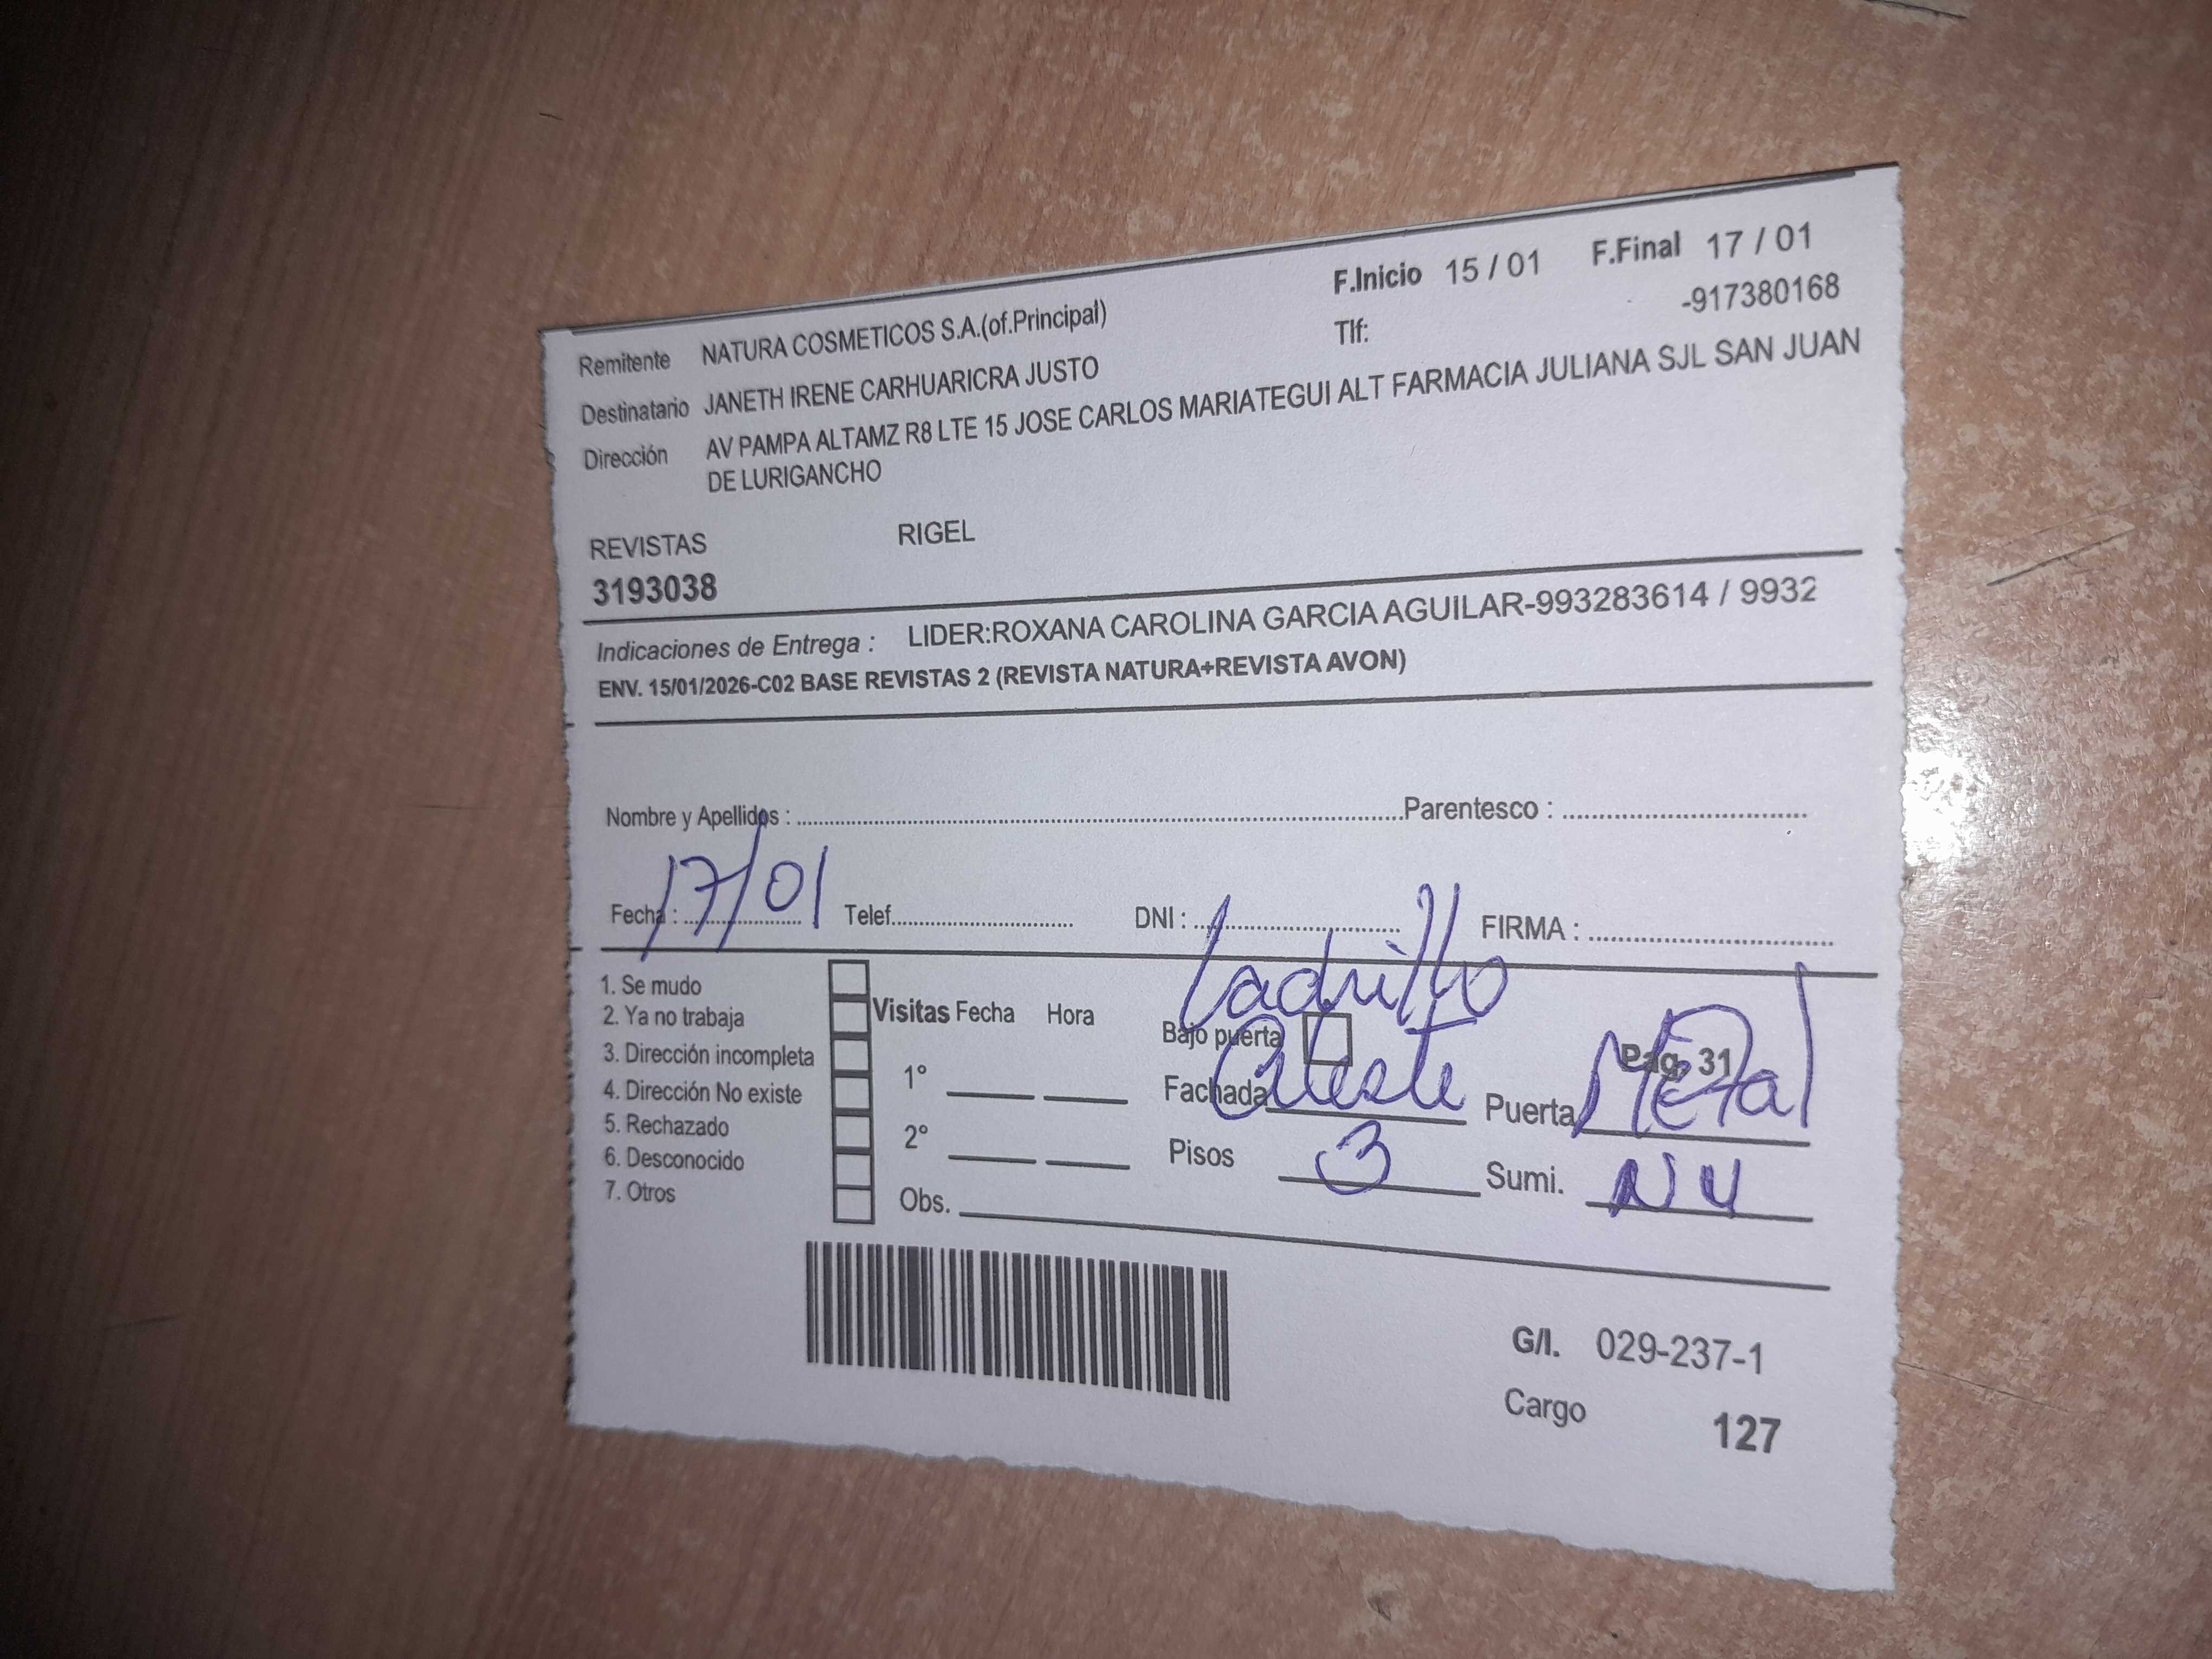 F.Inicio 15 / 01 F.Final 17 / 01
Remitente NATURA COSMETICOS S.A.(of.Principal) Tlf: -917380168
Destinatario JANETH IRENE CARHUARICRA JUSTO
Dirección AV PAMPA ALTAMZ R8 LTE 15 JOSE CARLOS MARIATEGUI ALT FARMACIA JULIANA SJL SAN JUAN
DE LURIGANCHO
REVISTAS RIGEL
3193038
Indicaciones de Entrega : LIDER:ROXANA CAROLINA GARCIA AGUILAR-993283614 / 9932
ENV. 15/01/2026-C02 BASE REVISTAS 2 (REVISTA NATURA+REVISTA AVON)
Nombre y Apellidos : Parentesco :
Fecha : 17/01 Telef. DNI : FIRMA :
ladrillo
1. Se mudo
2. Ya no trabaja Visitas Fecha Hora Bajo puerta
3. Dirección incompleta Pag. 31
4. Dirección No existe 1° Fachada Celeste Puerta Metal
5. Rechazado
6. Desconocido 2° Pisos 3 Sumi. N4
7. Otros Obs.
G/I. 029-237-1
Cargo 127